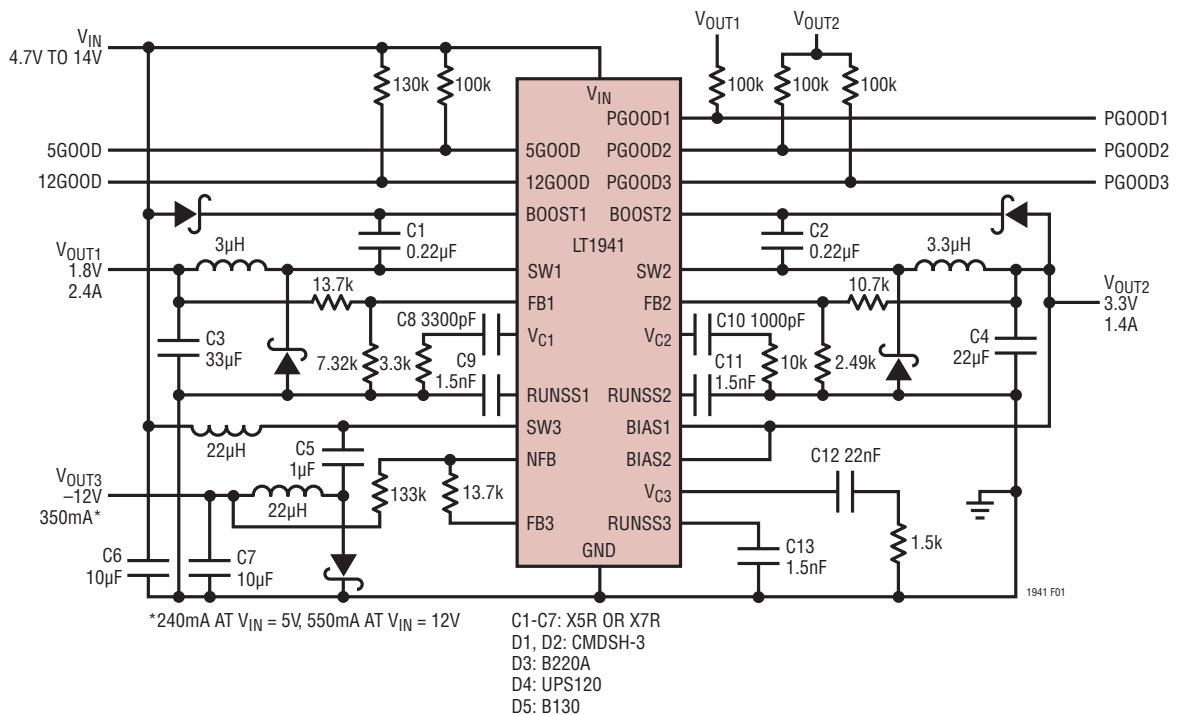 VOUT1
VOUT2
VIN
4.7V TO 14V
130k
100k
100k
100k
100k
VIN
PGOOD1
PGOOD1
5GOOD
5GOOD
PGOOD2
PGOOD2
12GOOD
12GOOD
PGOOD3
PGOOD3
BOOST1
BOOST2
LT1941
C1
0.22µF
C2
0.22µF
VOUT1
1.8V
2.4A
3µH
SW1
SW2
3.3µH
13.7k
FB1
FB2
10.7k
VOUT2
3.3V
1.4A
C8 3300pF
VC1
VC2
C10 1000pF
C3
33µF
7.32k
3.3k
C9
1.5nF
C11
1.5nF
10k
2.49k
C4
22µF
RUNSS1
RUNSS2
22µH
SW3
BIAS1
C5
1µF
NFB
BIAS2
C12 22nF
VOUT3
–12V
350mA*
22µH
133k
13.7k
VC3
FB3
RUNSS3
1.5k
C6
10µF
C7
10µF
GND
C13
1.5nF
1941 F01
*240mA AT VIN = 5V, 550mA AT VIN = 12V
C1-C7: X5R OR X7R
D1, D2: CMDSH-3
D3: B220A
D4: UPS120
D5: B130